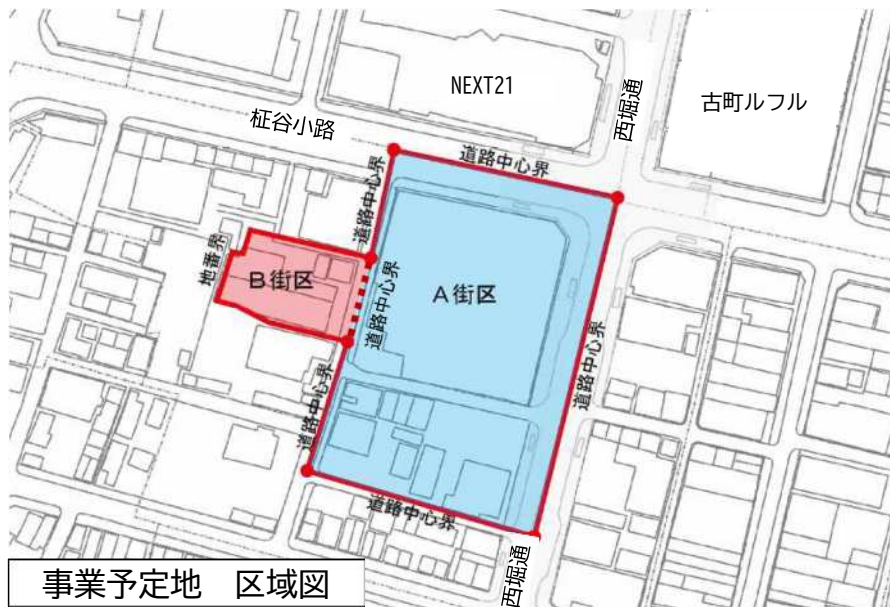 NEXT21
西堀通
古町ルフル
柾谷小路
道路中心界
道路中心界
地番界
B街区
A街区
道路中心界
道路中心界
道路中心界
道路中心界
西堀通
事業予定地　区域図